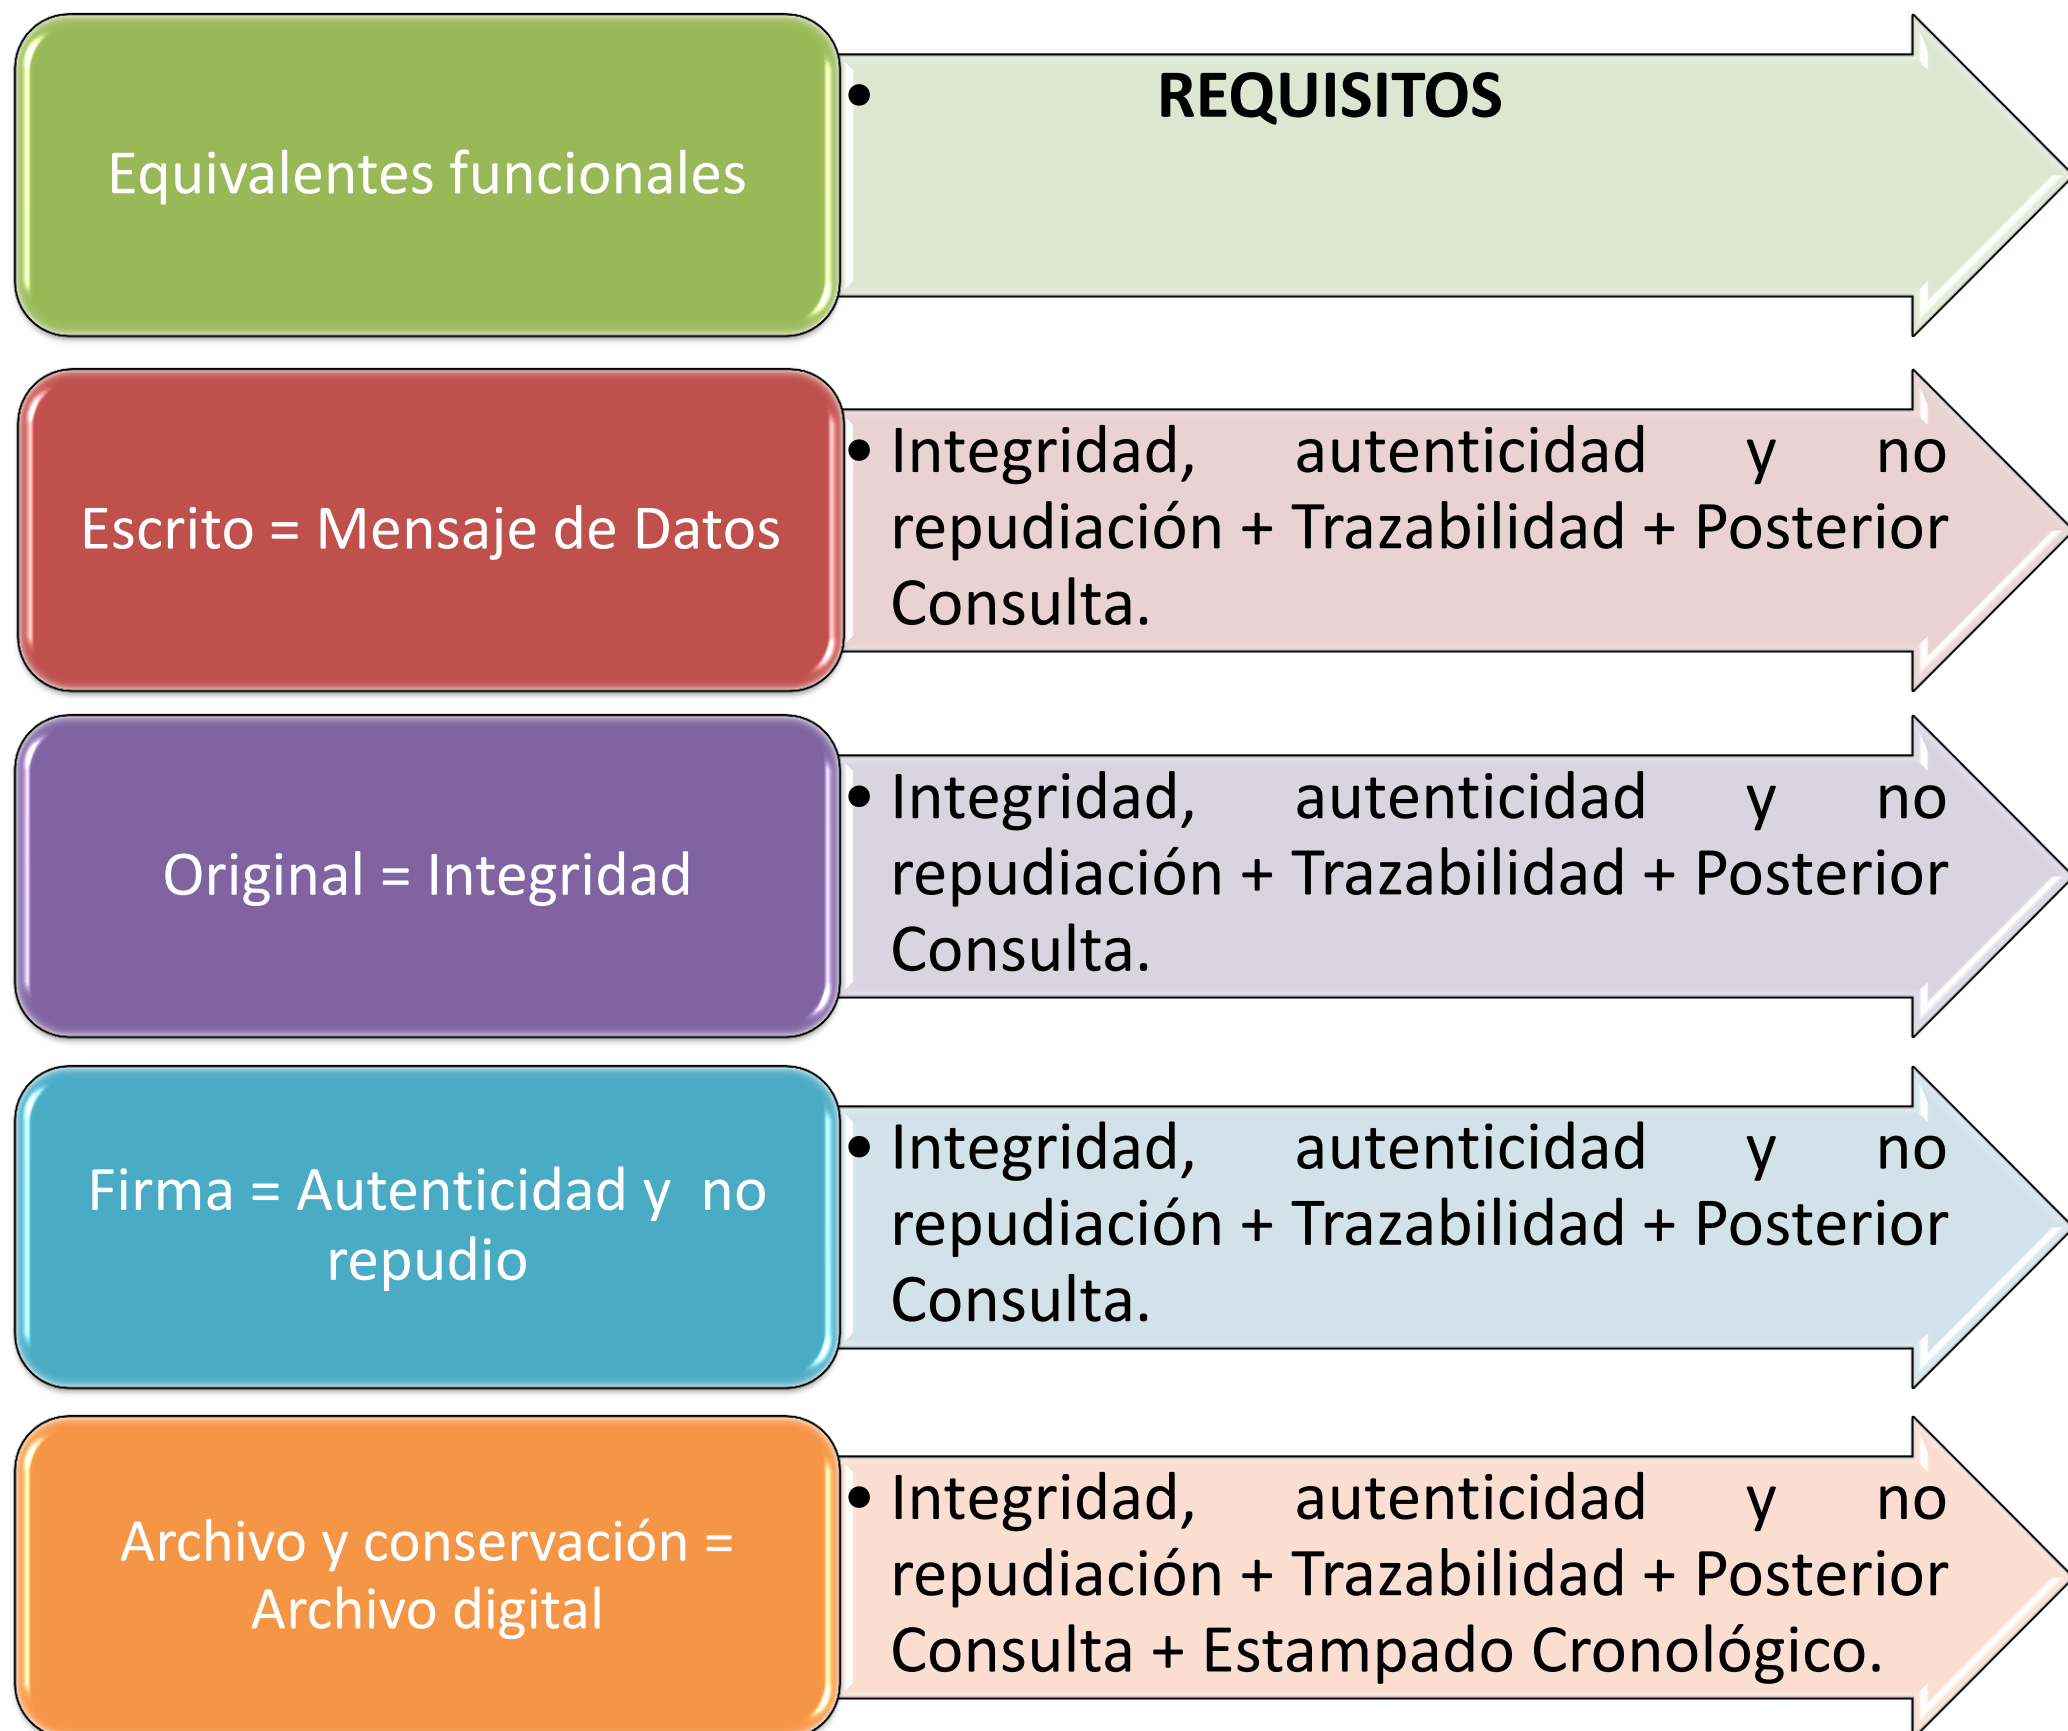 Equivalentes funcionales
• REQUISITOS
Escrito = Mensaje de Datos
• Integridad, autenticidad y no
repudiación + Trazabilidad + Posterior
Consulta.
Original = Integridad
• Integridad, autenticidad y no
repudiación + Trazabilidad + Posterior
Consulta.
Firma = Autenticidad y no
repudio
• Integridad, autenticidad y no
repudiación + Trazabilidad + Posterior
Consulta.
Archivo y conservación =
Archivo digital
• Integridad, autenticidad y no
repudiación + Trazabilidad + Posterior
Consulta + Estampado Cronológico.